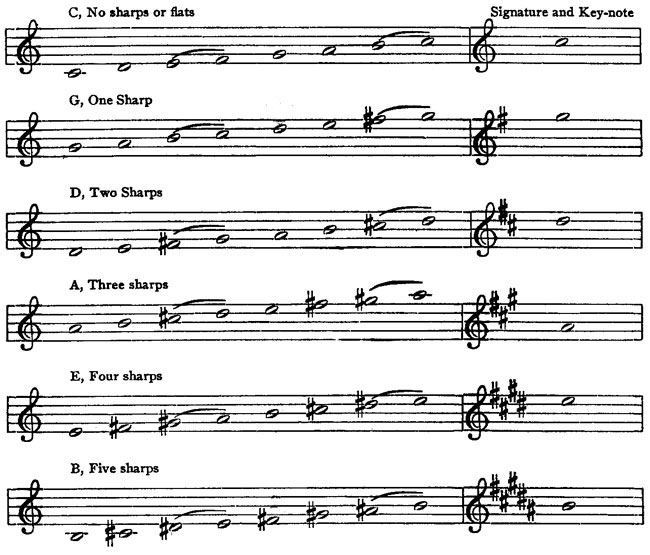 C, No sharps or flats
Signature and Key-note
G, One Sharp
D, Two Sharps
A, Three sharps
E, Four sharps
B, Five sharps